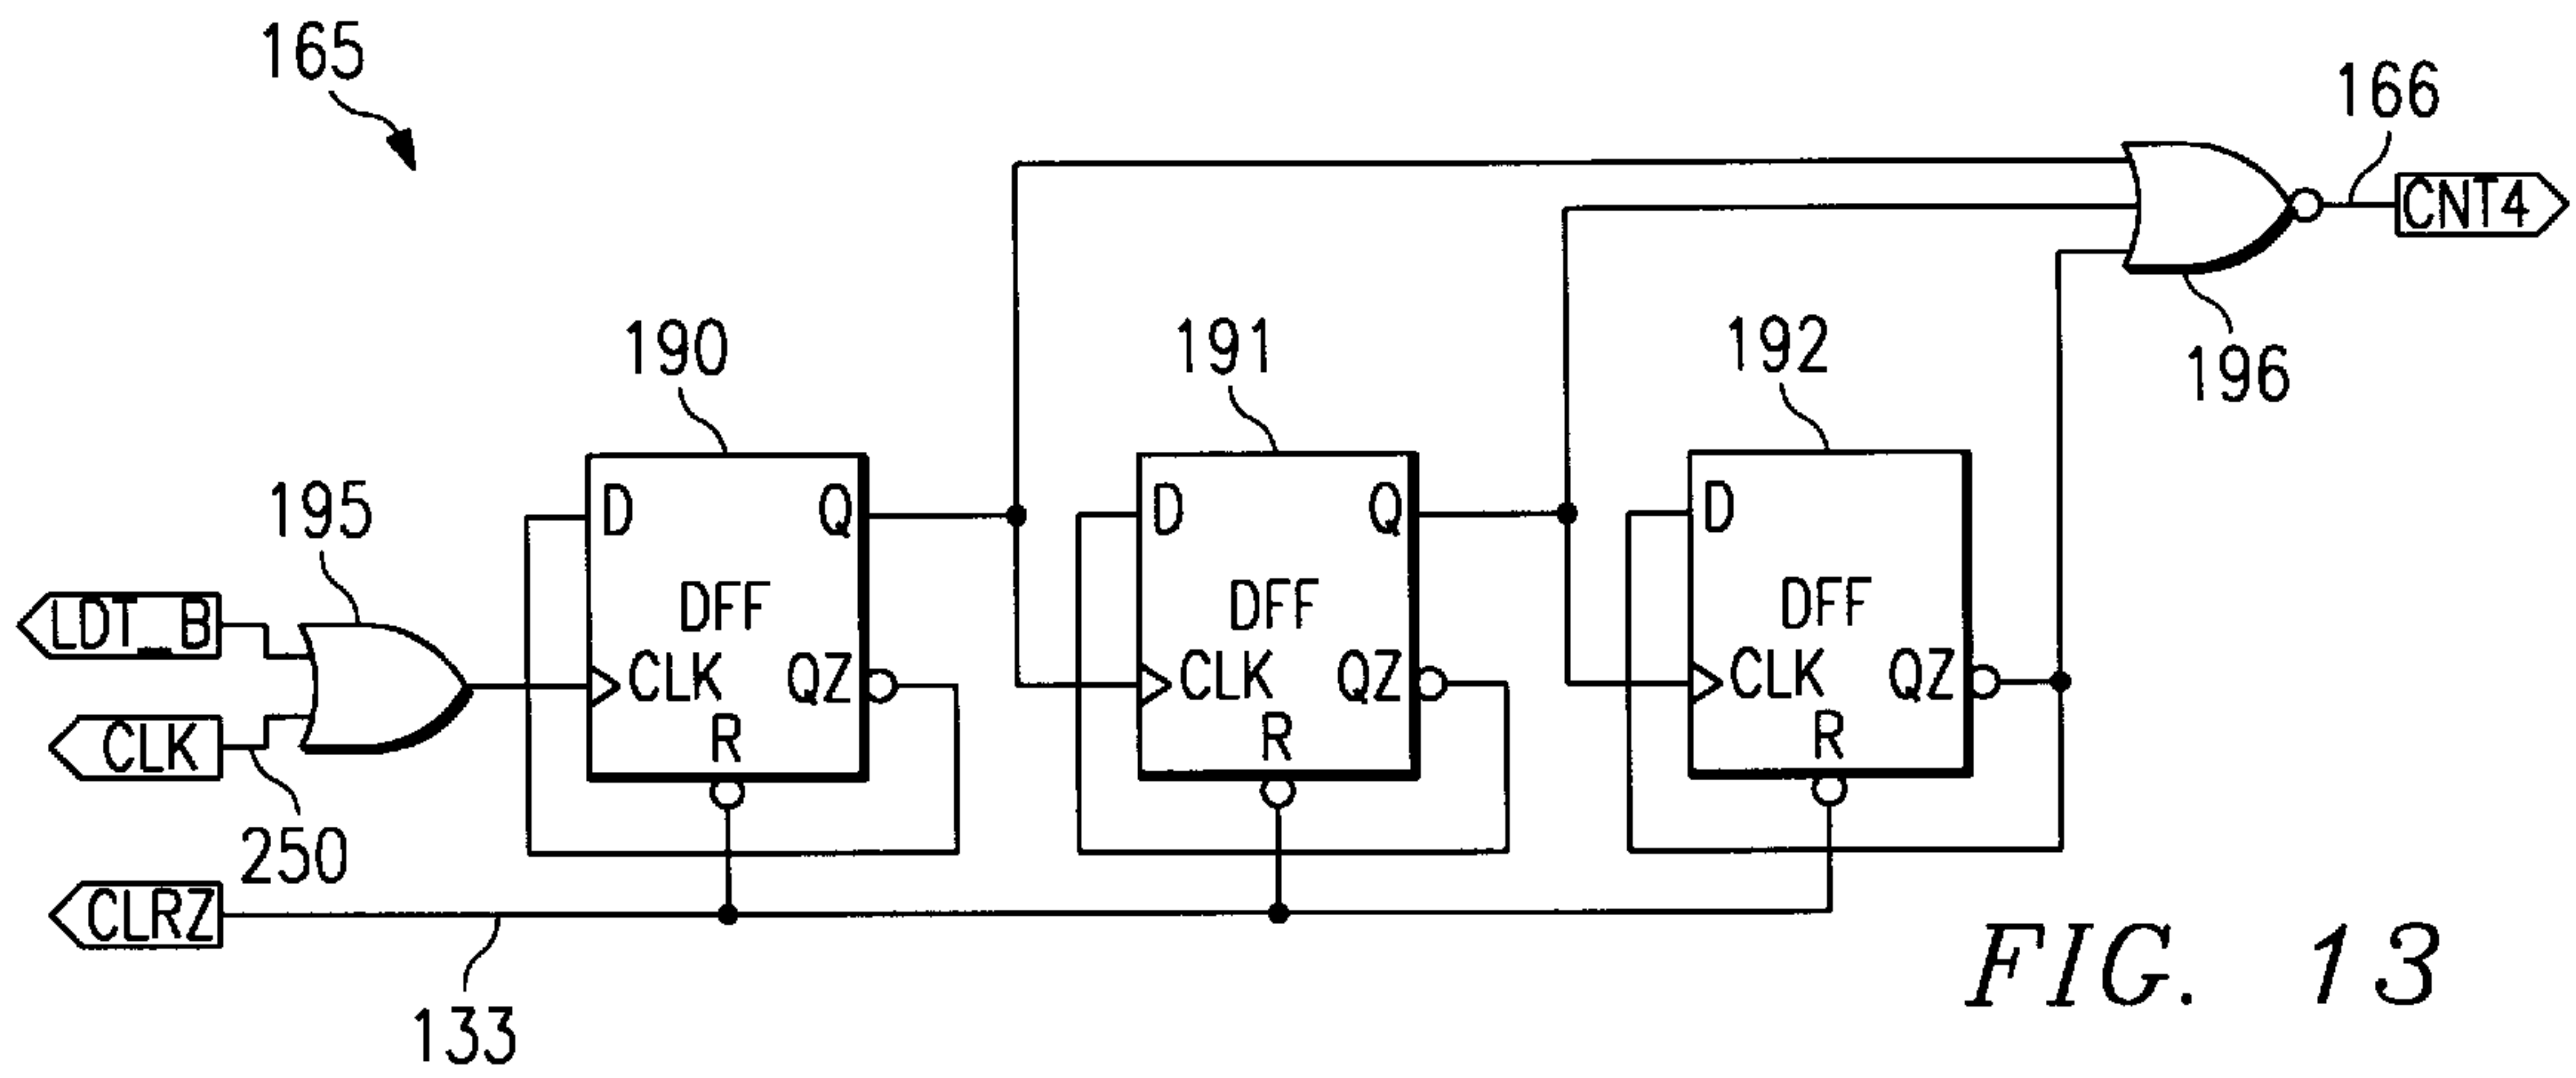 165
166
CNT4
196
190
191
192
195
D
Q
DFF
CLK
QZ
R
D
Q
DFF
CLK
QZ
R
D
DFF
CLK
QZ
R
LDT_B
CLK
250
CLRZ
133
FIG. 13